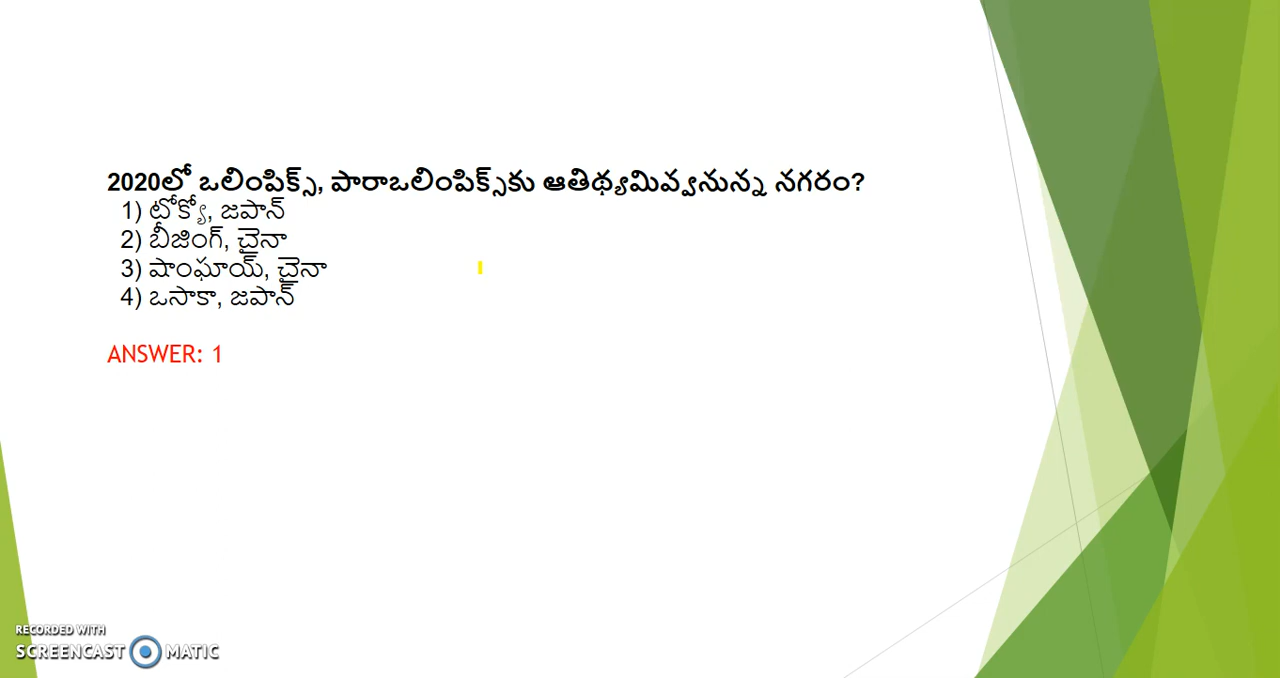 2020లో ఒలింపిక్స్, పారాఒలింపిక్స్‌కు ఆతిథ్యమివ్వనున్న నగరం?
1) టోక్యో, జపాన్
2) బీజింగ్, చైనా
3) షాంఘాయ్, చైనా
4) ఒసాకా, జపాన్
ANSWER: 1
RECORDED WITH
SCREENCAST MATIC